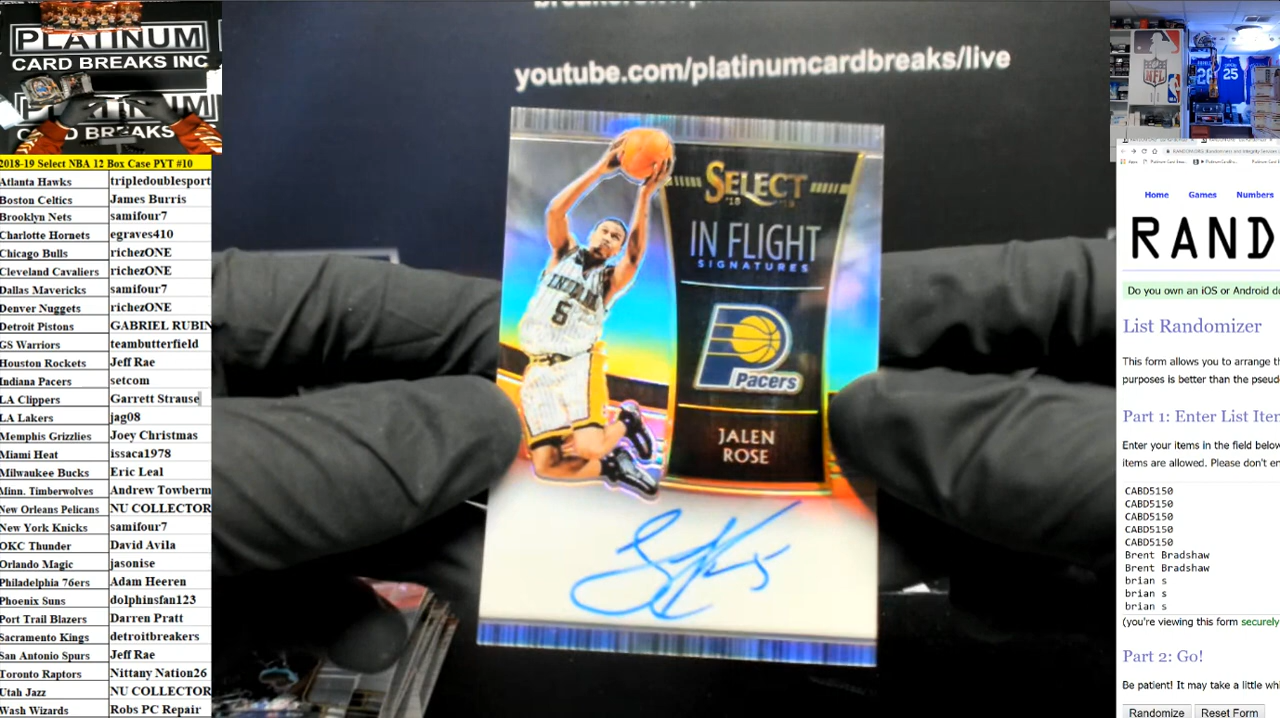 PLATINUM
CARD BREAKS INC
CARD BREAKS
2018-19 Select NBA 12 Box Case PYT #10
Atlanta Hawks tripledoublesport
Boston Celtics James Burris
Brooklyn Nets samifour7
Charlotte Hornets egraves410
Chicago Bulls richezONE
Cleveland Cavaliers richezONE
Dallas Mavericks samifour7
Denver Nuggets richezONE
Detroit Pistons GABRIEL RUBIN
GS Warriors teambutterfield
Houston Rockets Jeff Rae
Indiana Pacers setcom
LA Clippers Garrett Strause
LA Lakers jag08
Memphis Grizzlies Joey Christmas
Miami Heat issaca1978
Milwaukee Bucks Eric Leal
Minn. Timberwolves Andrew Towberm
New Orleans Pelicans NU COLLECTOR
New York Knicks samifour7
OKC Thunder David Avila
Orlando Magic jasonise
Philadelphia 76ers Adam Heeren
Phoenix Suns dolphinsfan123
Port Trail Blazers Darren Pratt
Sacramento Kings detroitbreakers
San Antonio Spurs Jeff Rae
Toronto Raptors Nittany Nation26
Utah Jazz NU COLLECTOR
Wash Wizards Robs PC Repair
youtube.com/platinumcardbreaks/live
SELECT
'18 '19
IN FLIGHT
SIGNATURES
Pacers
JALEN
ROSE
INDIANA
5
NFL
25
Home Games Numbers
RAND
Do you own an iOS or Android de
List Randomizer
This form allows you to arrange th
purposes is better than the pseud
Part 1: Enter List Iter
Enter your items in the field below
items are allowed. Please don't en
CABD5150
CABD5150
CABD5150
CABD5150
CABD5150
Brent Bradshaw
Brent Bradshaw
brian s
brian s
brian s
(you're viewing this form securely
Part 2: Go!
Be patient! It may take a little whi
Randomize Reset Form